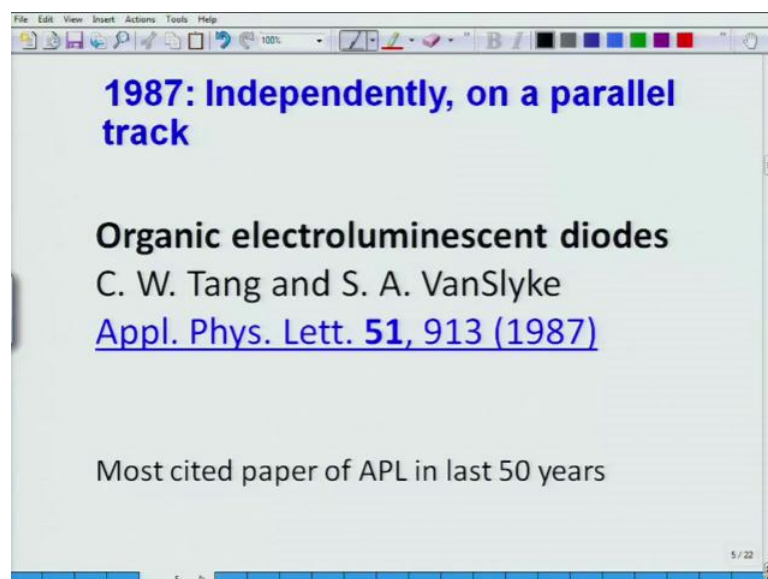 File Edit View Insert Actions Tools Help
100%
B I
1987: Independently, on a parallel
track
Organic electroluminescent diodes
C. W. Tang and S. A. VanSlyke
Appl. Phys. Lett. 51, 913 (1987)
Most cited paper of APL in last 50 years
5 / 22